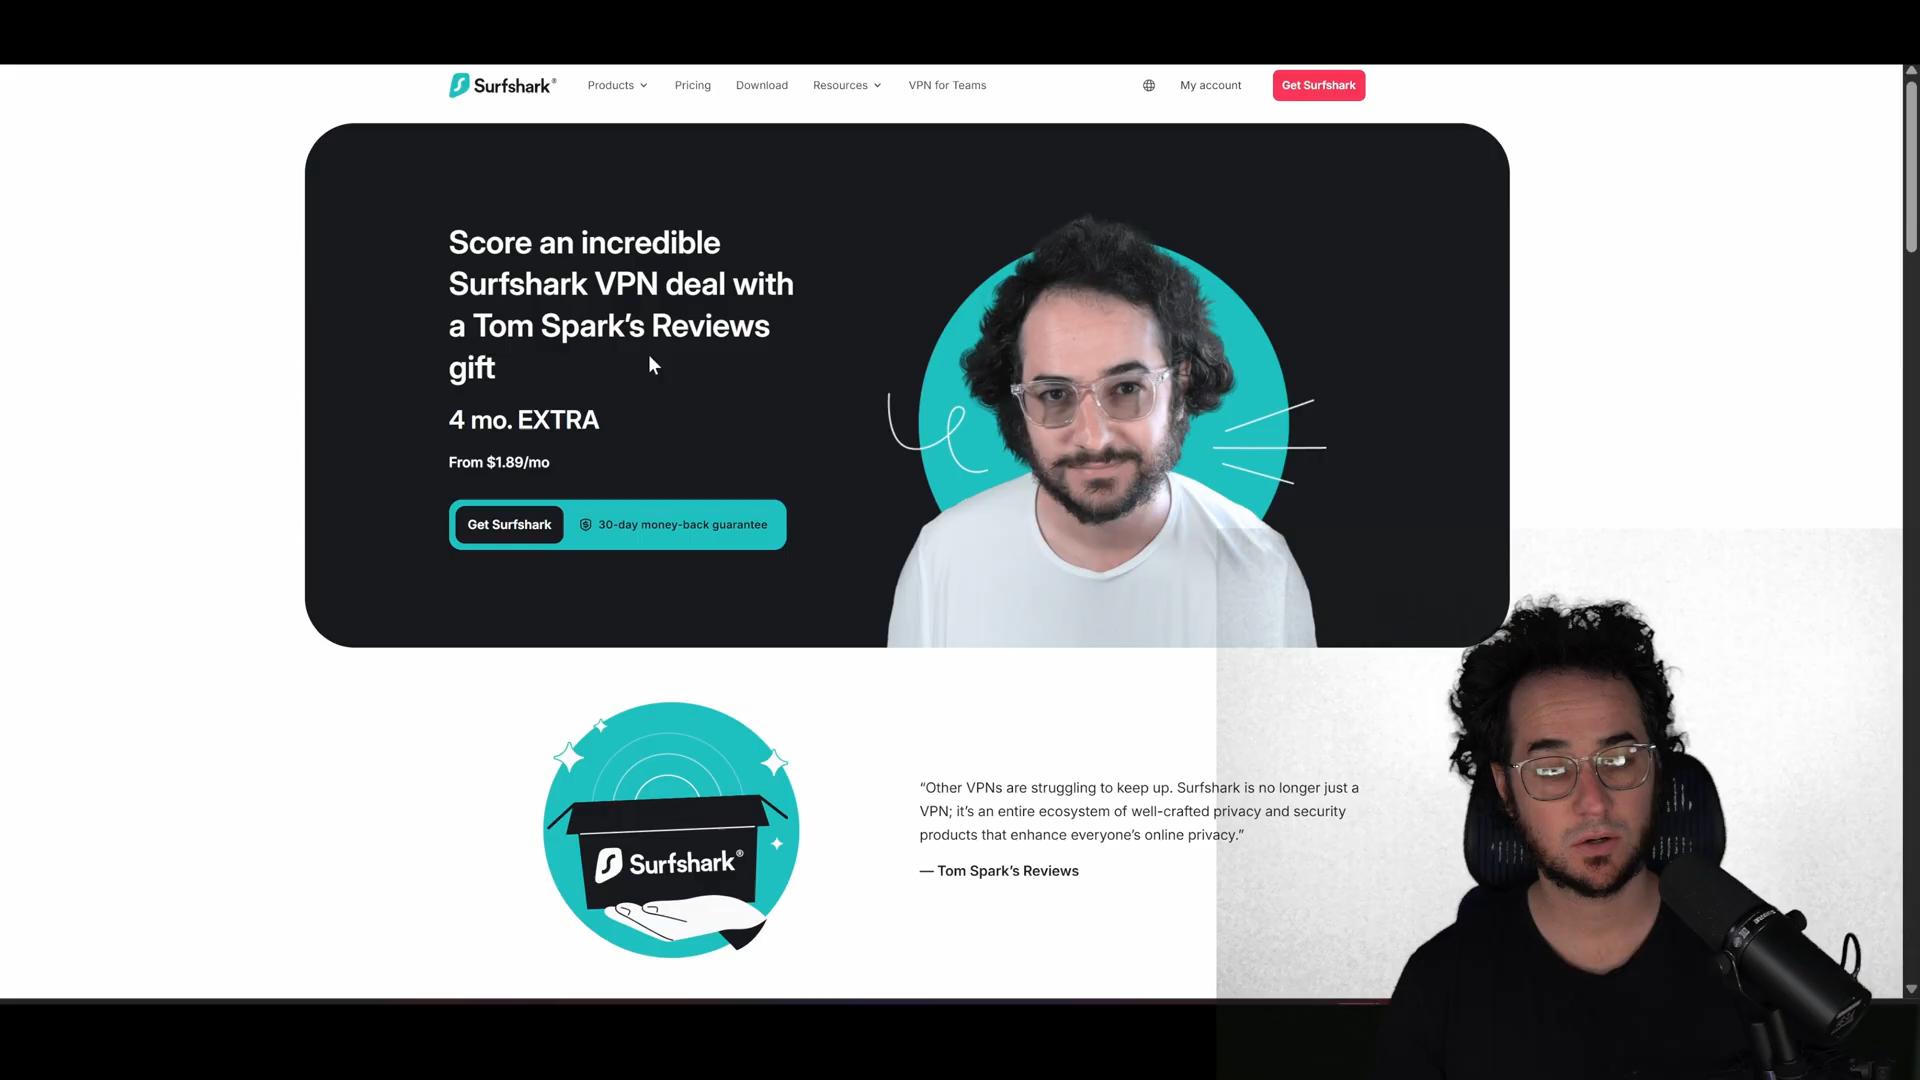 Surfshark®
Products
Pricing
Download
Resources
VPN for Teams
My account
Get Surfshark
Score an incredible
Surfshark VPN deal with
a Tom Spark’s Reviews
gift
4 mo. EXTRA
From $1.89/mo
Get Surfshark
30-day money-back guarantee
Surfshark®
“Other VPNs are struggling to keep up. Surfshark is no longer just a
VPN; it’s an entire ecosystem of well-crafted privacy and security
products that enhance everyone’s online privacy.”
— Tom Spark’s Reviews